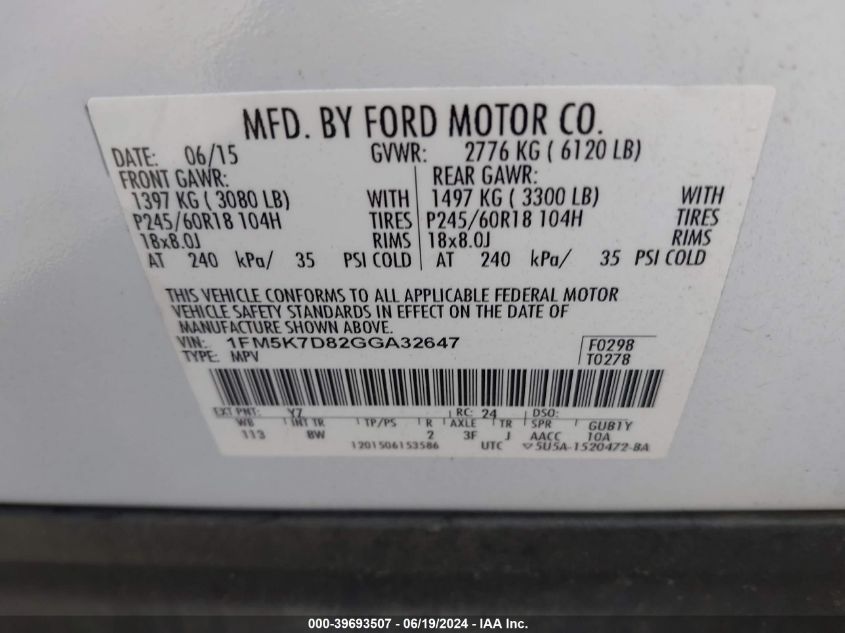 MFD. BY FORD MOTOR CO.
DATE: 06/15 GVWR: 2776 KG ( 6120 LB)
FRONT GAWR: REAR GAWR:
1397 KG ( 3080 LB) WITH 1497 KG ( 3300 LB) WITH
P245/60R18 104H TIRES P245/60R18 104H TIRES
18x8.0J RIMS 18x8.0J RIMS
AT 240 kPa/ 35 PSI COLD AT 240 kPa/ 35 PSI COLD
THIS VEHICLE CONFORMS TO ALL APPLICABLE FEDERAL MOTOR
VEHICLE SAFETY STANDARDS IN EFFECT ON THE DATE OF
MANUFACTURE SHOWN ABOVE.
VIN: 1FM5K7D82GGA32647 F0298
TYPE: MPV T0278
EXT PNT: YZ RC: 24 DSO:
WB INT TR TP/PS R AXLE TR SPR GUB1Y
113 BW 2 3F J AACC 10A
1201506153586 UTC ▽5U5A-1520472-BA
000-39693507 - 06/19/2024 - IAA Inc.